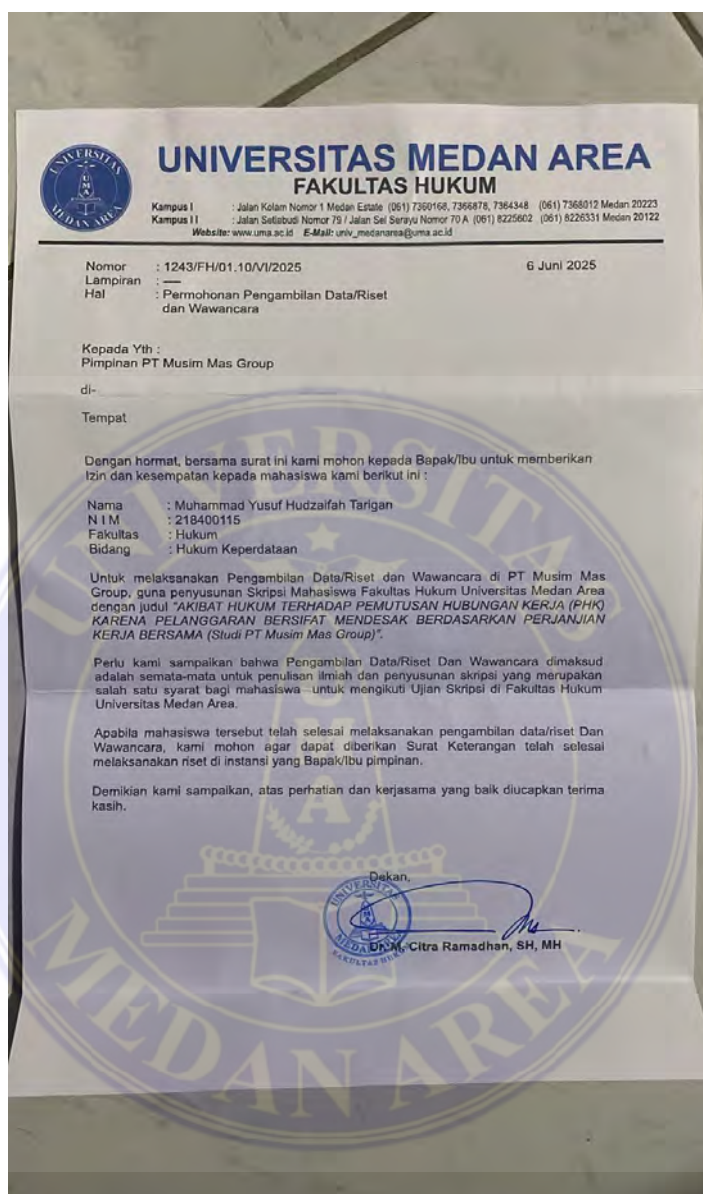 UNIVERSITAS MEDAN AREA
FAKULTAS HUKUM
Kampus I : Jalan Kolam Nomor 1 Medan Estate (061) 7360168, 7366878, 7364348 (061) 7368012 Medan 20223
Kampus II : Jalan Setiabudi Nomor 79 / Jalan Sei Serayu Nomor 70 A (061) 8225602 (061) 8226331 Medan 20122
Website: www.uma.ac.id E-Mail: univ_medanarea@uma.ac.id
Nomor : 1243/FH/01.10/VI/2025 6 Juni 2025
Lampiran : —
Hal : Permohonan Pengambilan Data/Riset
dan Wawancara
Kepada Yth :
Pimpinan PT Musim Mas Group
di-
Tempat
Dengan hormat, bersama surat ini kami mohon kepada Bapak/Ibu untuk memberikan
Izin dan kesempatan kepada mahasiswa kami berikut ini :
Nama : Muhammad Yusuf Hudzaifah Tarigan
N I M : 218400115
Fakultas : Hukum
Bidang : Hukum Keperdataan
Untuk melaksanakan Pengambilan Data/Riset dan Wawancara di PT Musim Mas
Group, guna penyusunan Skripsi Mahasiswa Fakultas Hukum Universitas Medan Area
dengan judul "AKIBAT HUKUM TERHADAP PEMUTUSAN HUBUNGAN KERJA (PHK)
KARENA PELANGGARAN BERSIFAT MENDESAK BERDASARKAN PERJANJIAN
KERJA BERSAMA (Studi PT Musim Mas Group)".
Perlu kami sampaikan bahwa Pengambilan Data/Riset Dan Wawancara dimaksud
adalah semata-mata untuk penulisan ilmiah dan penyusunan skripsi yang merupakan
salah satu syarat bagi mahasiswa untuk mengikuti Ujian Skripsi di Fakultas Hukum
Universitas Medan Area.
Apabila mahasiswa tersebut telah selesai melaksanakan pengambilan data/riset Dan
Wawancara, kami mohon agar dapat diberikan Surat Keterangan telah selesai
melaksanakan riset di instansi yang Bapak/Ibu pimpinan.
Demikian kami sampaikan, atas perhatian dan kerjasama yang baik diucapkan terima
kasih.
Dekan,
Dr. M. Citra Ramadhan, SH, MH
UNIVERSITAS
UMA
MEDAN AREA